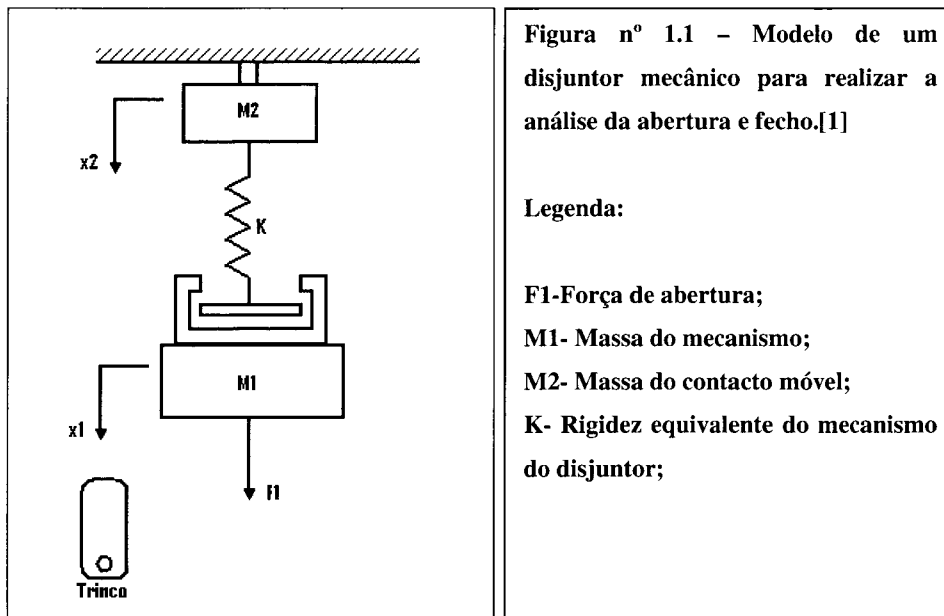 M2
x2
K
M1
x1
F1
Trinco
Figura nº 1.1 – Modelo de um
disjuntor mecânico para realizar a
análise da abertura e fecho.[1]
Legenda:
F1-Força de abertura;
M1- Massa do mecanismo;
M2- Massa do contacto móvel;
K- Rigidez equivalente do mecanismo
do disjuntor;